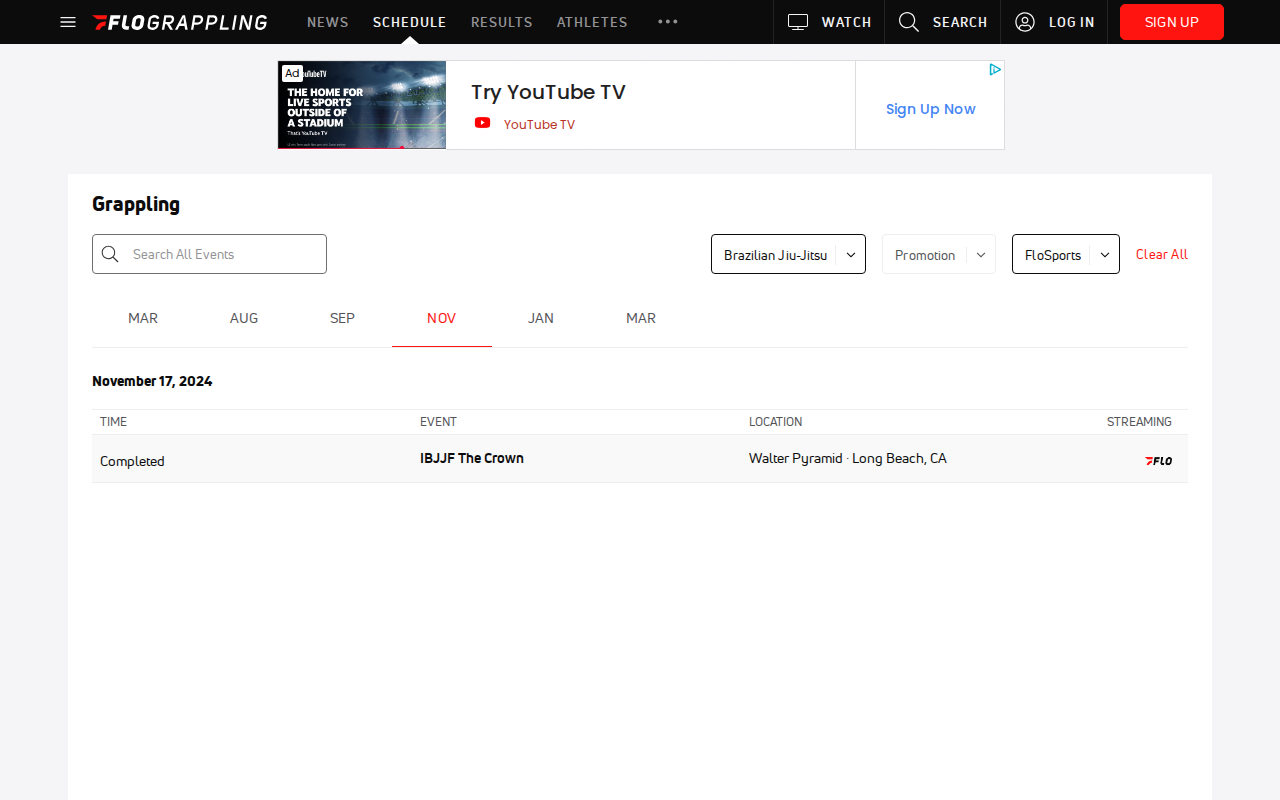 FLOGRAPPLING
NEWS
SCHEDULE
RESULTS
ATHLETES
WATCH
SEARCH
LOG IN
SIGN UP
Ad
YouTubeTV
THE HOME FOR
LIVE SPORTS
OUTSIDE OF
A STADIUM
That's YouTube TV
Try YouTube TV
YouTube TV
Sign Up Now
Grappling
Search All Events
Brazilian Jiu-Jitsu
Promotion
FloSports
Clear All
MAR
AUG
SEP
NOV
JAN
MAR
November 17, 2024
TIME
EVENT
LOCATION
STREAMING
Completed
IBJJF The Crown
Walter Pyramid · Long Beach, CA
FLO